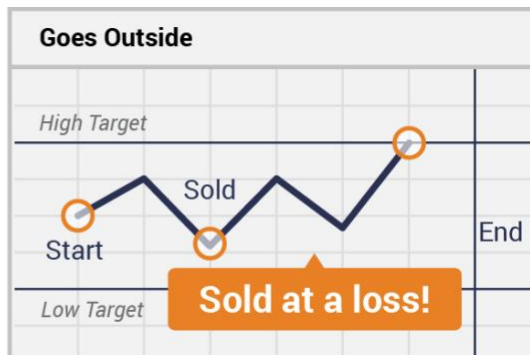 Goes Outside
High Target
Sold
Start
End
Sold at a loss!
Low Target